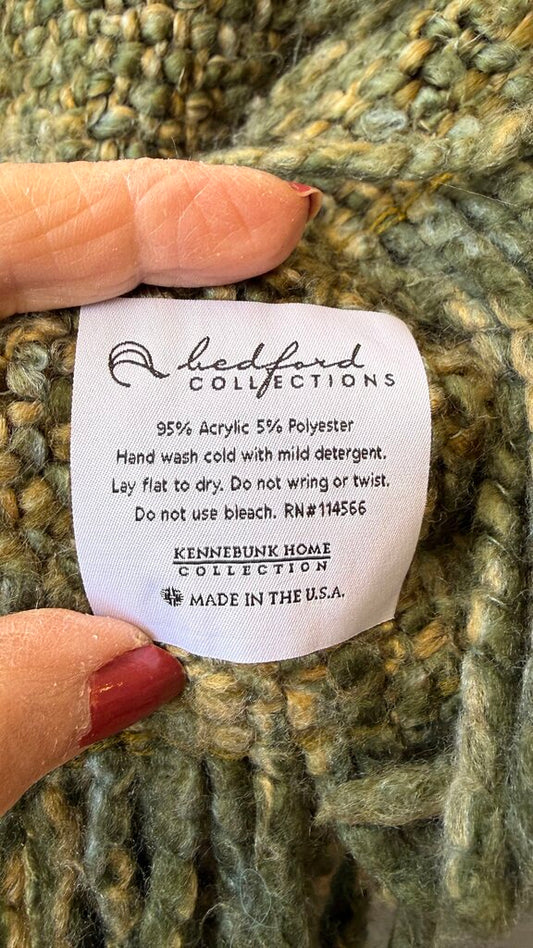 bedford
COLLECTIONS
95% Acrylic 5% Polyester
Hand wash cold with mild detergent.
Lay flat to dry. Do not wring or twist.
Do not use bleach. RN#114566
KENNEBUNK HOME
COLLECTION
MADE IN THE U.S.A.